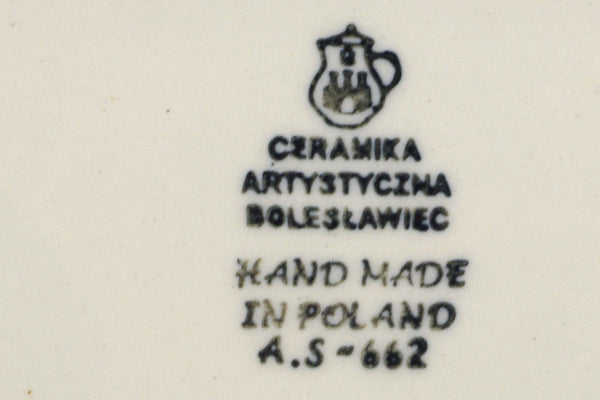 CERAMIKA
ARTYSTYCZNA
BOLESŁAWIEC
HAND MADE
IN POLAND
A.S-662